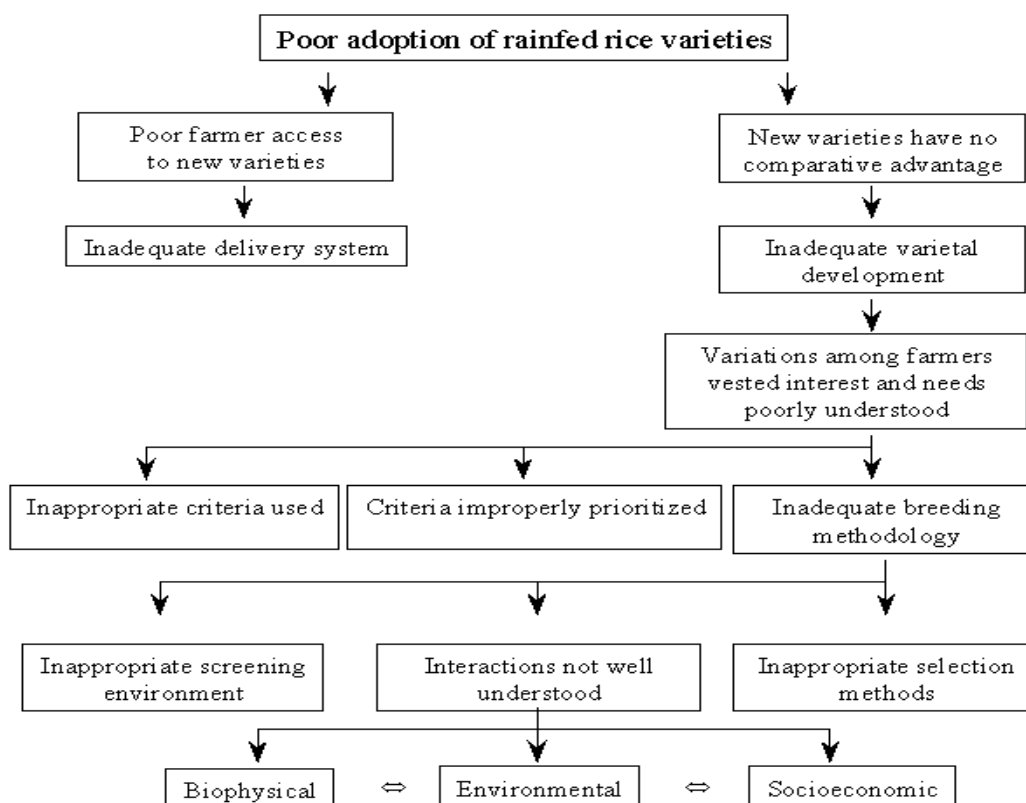 Poor adoption of rainfed rice varieties
Poor farmer access
to new varieties
New varieties have no
comparative advantage
Inadequate delivery system
Inadequate varietal
development
Variations among farmers
vested interest and needs
poorly understood
Inappropriate criteria used
Criteria improperly prioritized
Inadequate breeding
methodology
Inappropriate screening
environment
Interactions not well
understood
Inappropriate selection
methods
Biophysical ⇔ Environmental ⇔ Socioeconomic